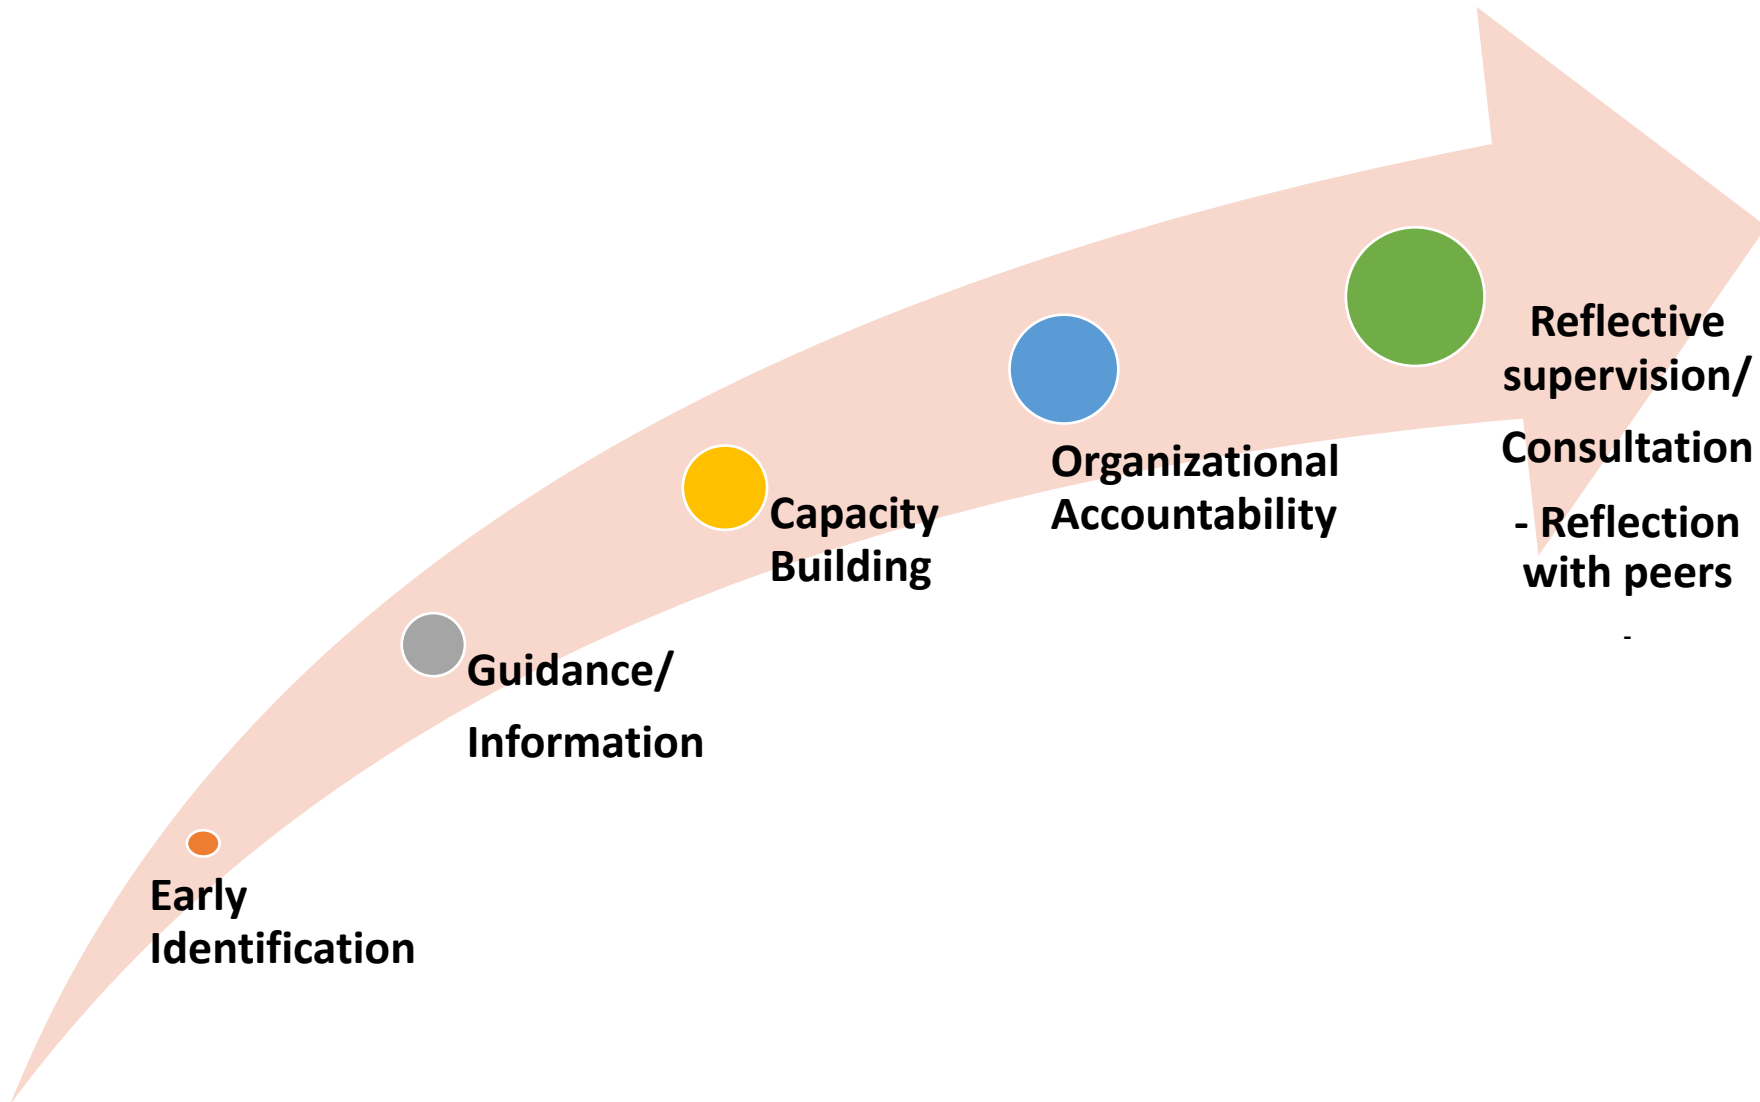 Early
Identification
Guidance/
Information
Capacity
Building
Organizational
Accountability
Reflective
supervision/
Consultation
- Reflection
with peers
-